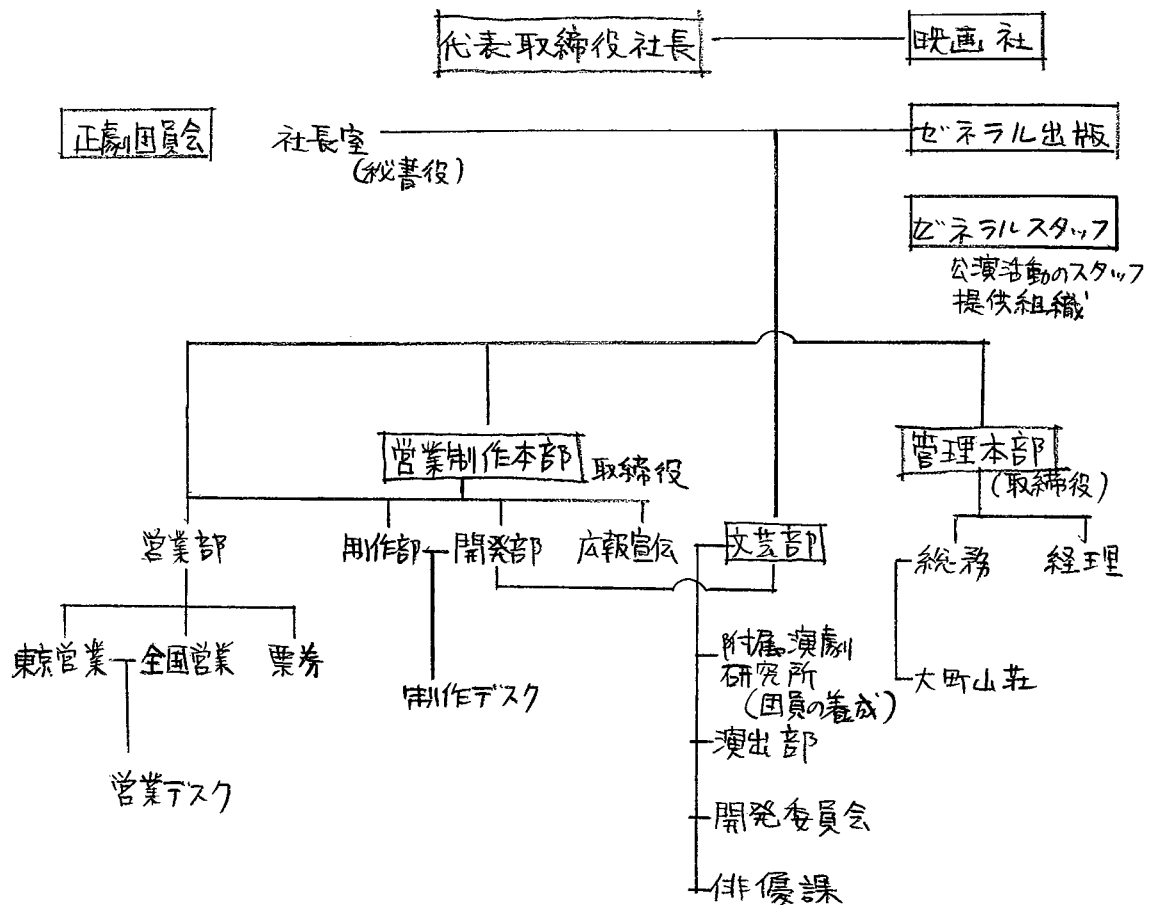 代表取締役社長
映画社
正劇団員会
社長室
(秘書役)
ゼネラル出版
ゼネラルスタッフ
公演活動のスタッフ
提供組織
営業制作本部
取締役
管理本部
(取締役)
営業部
制作部
開発部
広報宣伝
文芸部
総務
経理
東京営業
全国営業
票券
制作デスク
附属演劇
研究所
(団員の養成)
大町山荘
演出部
営業デスク
開発委員会
俳優課